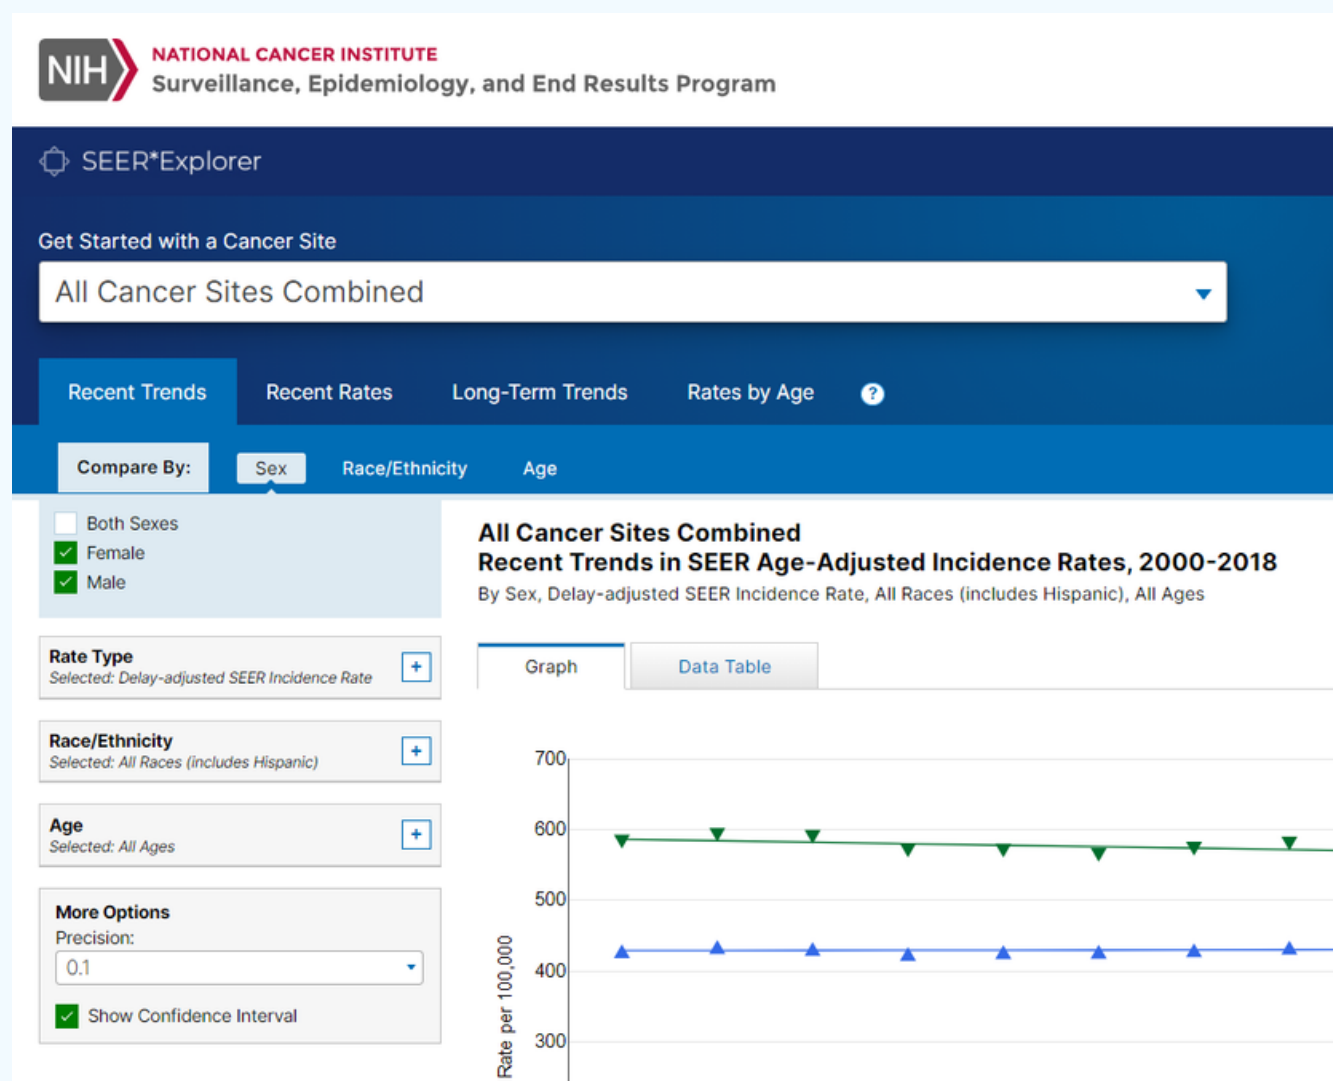 NIH
NATIONAL CANCER INSTITUTE
Surveillance, Epidemiology, and End Results Program
SEER*Explorer
Get Started with a Cancer Site
All Cancer Sites Combined
Recent Trends
Recent Rates
Long-Term Trends
Rates by Age
?
Compare By:
Sex
Race/Ethnicity
Age
Both Sexes
Female
Male
Rate Type
Selected: Delay-adjusted SEER Incidence Rate
+
Race/Ethnicity
Selected: All Races (includes Hispanic)
+
Age
Selected: All Ages
+
More Options
Precision:
0.1
Show Confidence Interval
All Cancer Sites Combined
Recent Trends in SEER Age-Adjusted Incidence Rates, 2000-2018
By Sex, Delay-adjusted SEER Incidence Rate, All Races (includes Hispanic), All Ages
Graph
Data Table
700
600
500
400
300
Rate per 100,000